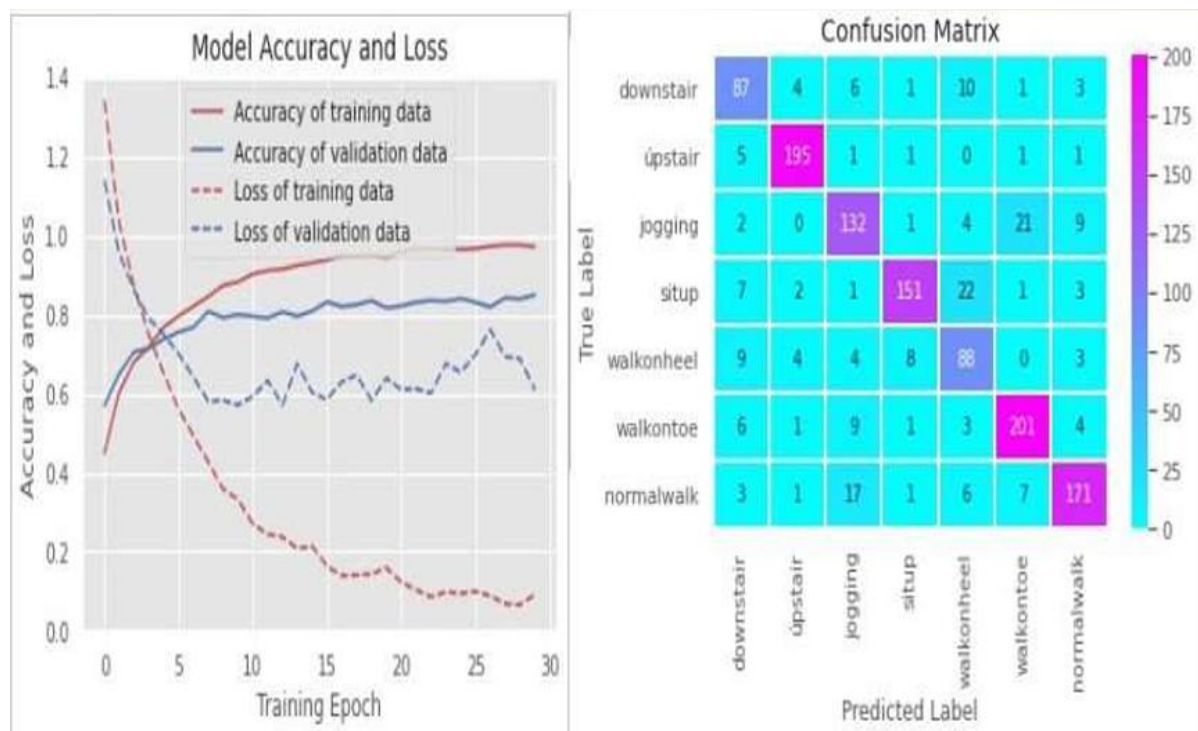 Model Accuracy and Loss
1.4
1.2
1.0
0.8
0.6
0.4
0.2
0.0
Accuracy and Loss
Accuracy of training data
Accuracy of validation data
Loss of training data
Loss of validation data
0 5 10 15 20 25 30
Training Epoch
Confusion Matrix
True Label
downstair 87 4 6 1 10 1 3
úpstair 5 195 1 1 0 1 1
jogging 2 0 132 1 4 21 9
situp 7 2 1 151 22 1 3
walkonheel 9 4 4 8 88 0 3
walkontoe 6 1 9 1 3 201 4
normalwalk 3 1 17 1 6 7 171
downstair úpstair jogging situp walkonheel walkontoe normalwalk
Predicted Label
200
175
150
125
100
75
50
25
0